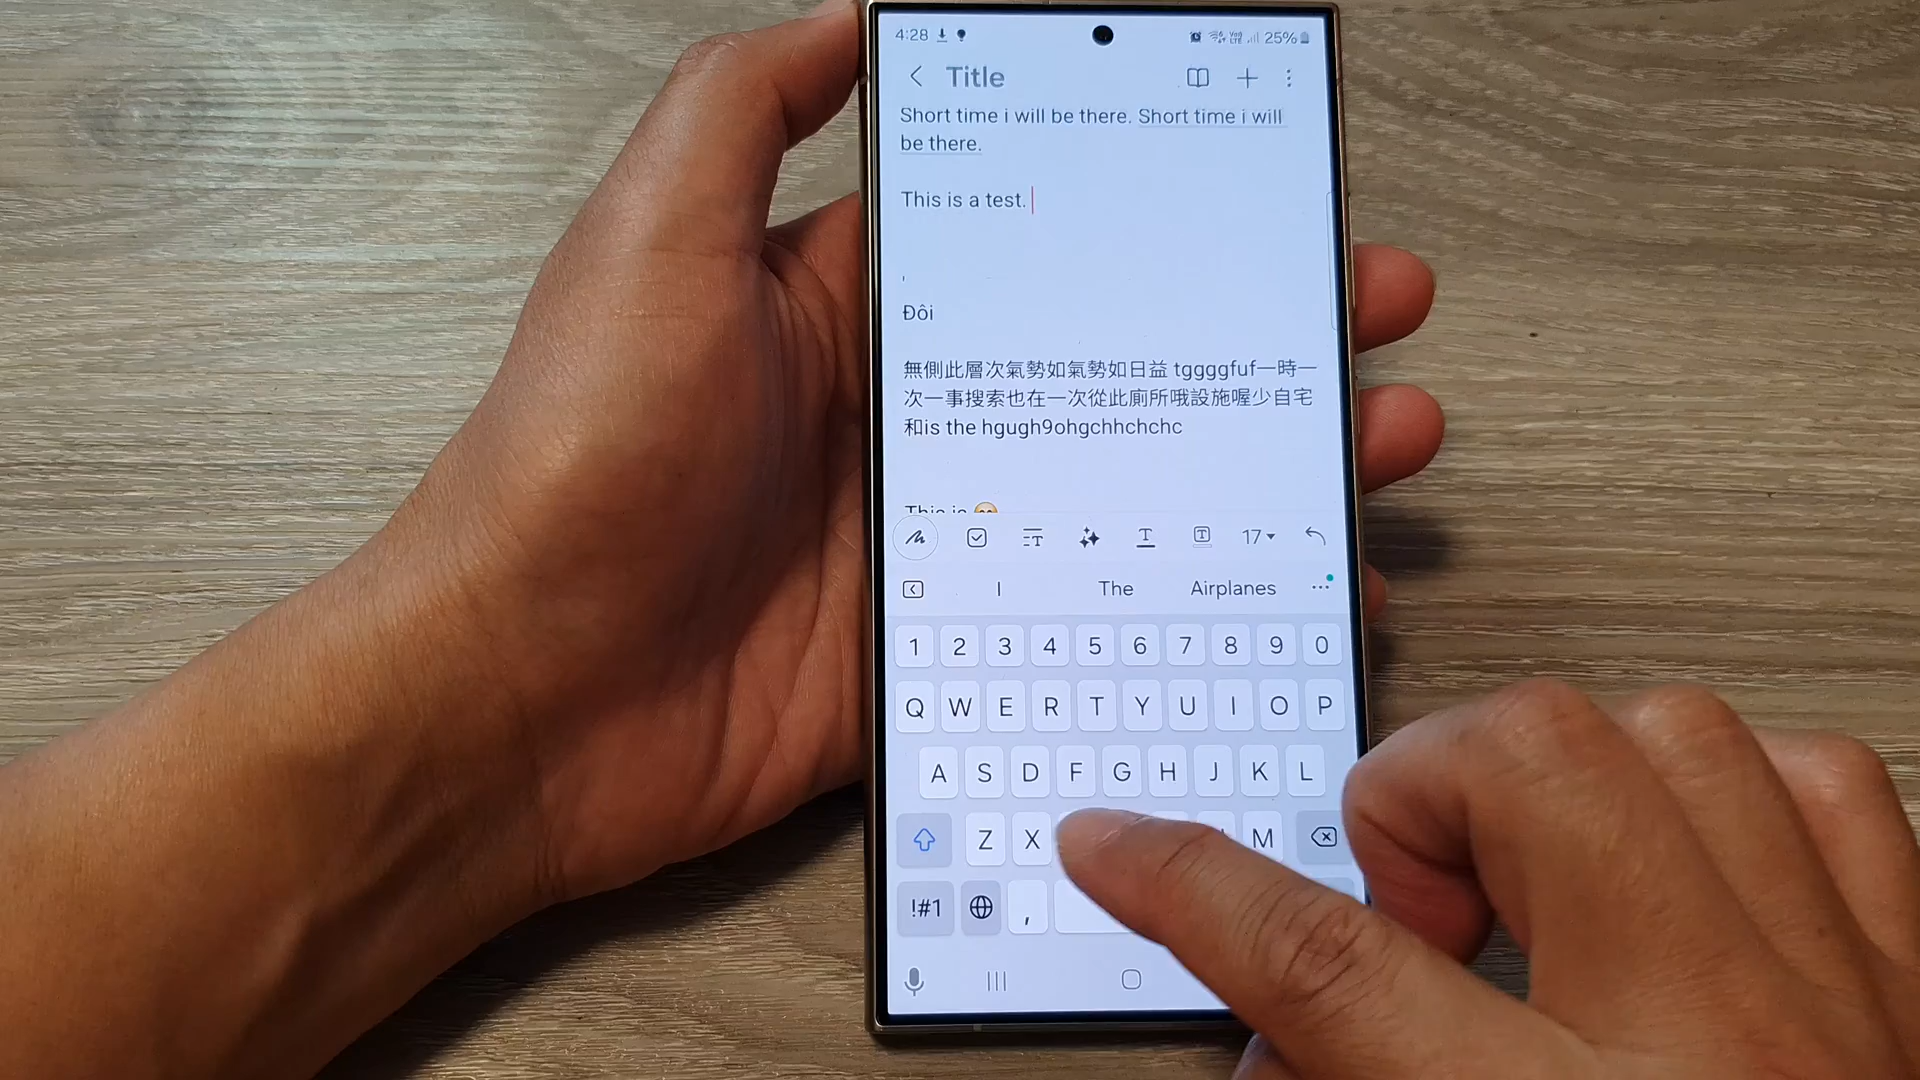 4:28 25%
Title
Short time i will be there. Short time i will
be there.
This is a test.
,
Đôi
無側此層次氣勢如氣勢如日益 tggggfuf一時一
次一事搜索也在一次從此廁所哦設施喔少自宅
和is the hgugh9ohgchhchchc
This is 😁
17
I The Airplanes ...
1 2 3 4 5 6 7 8 9 0
Q W E R T Y U I O P
A S D F G H J K L
Z X M
!#1 ,